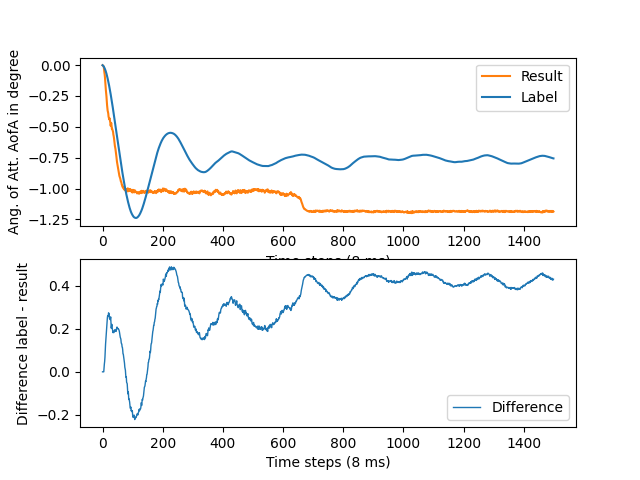 Ang. of Att. AofA in degree
0.00
−0.25
−0.50
−0.75
−1.00
−1.25
Result
Label
0 200 400 600 800 1000 1200 1400
Time steps (8 ms)
Difference label - result
0.4
0.2
0.0
−0.2
Difference
0 200 400 600 800 1000 1200 1400
Time steps (8 ms)